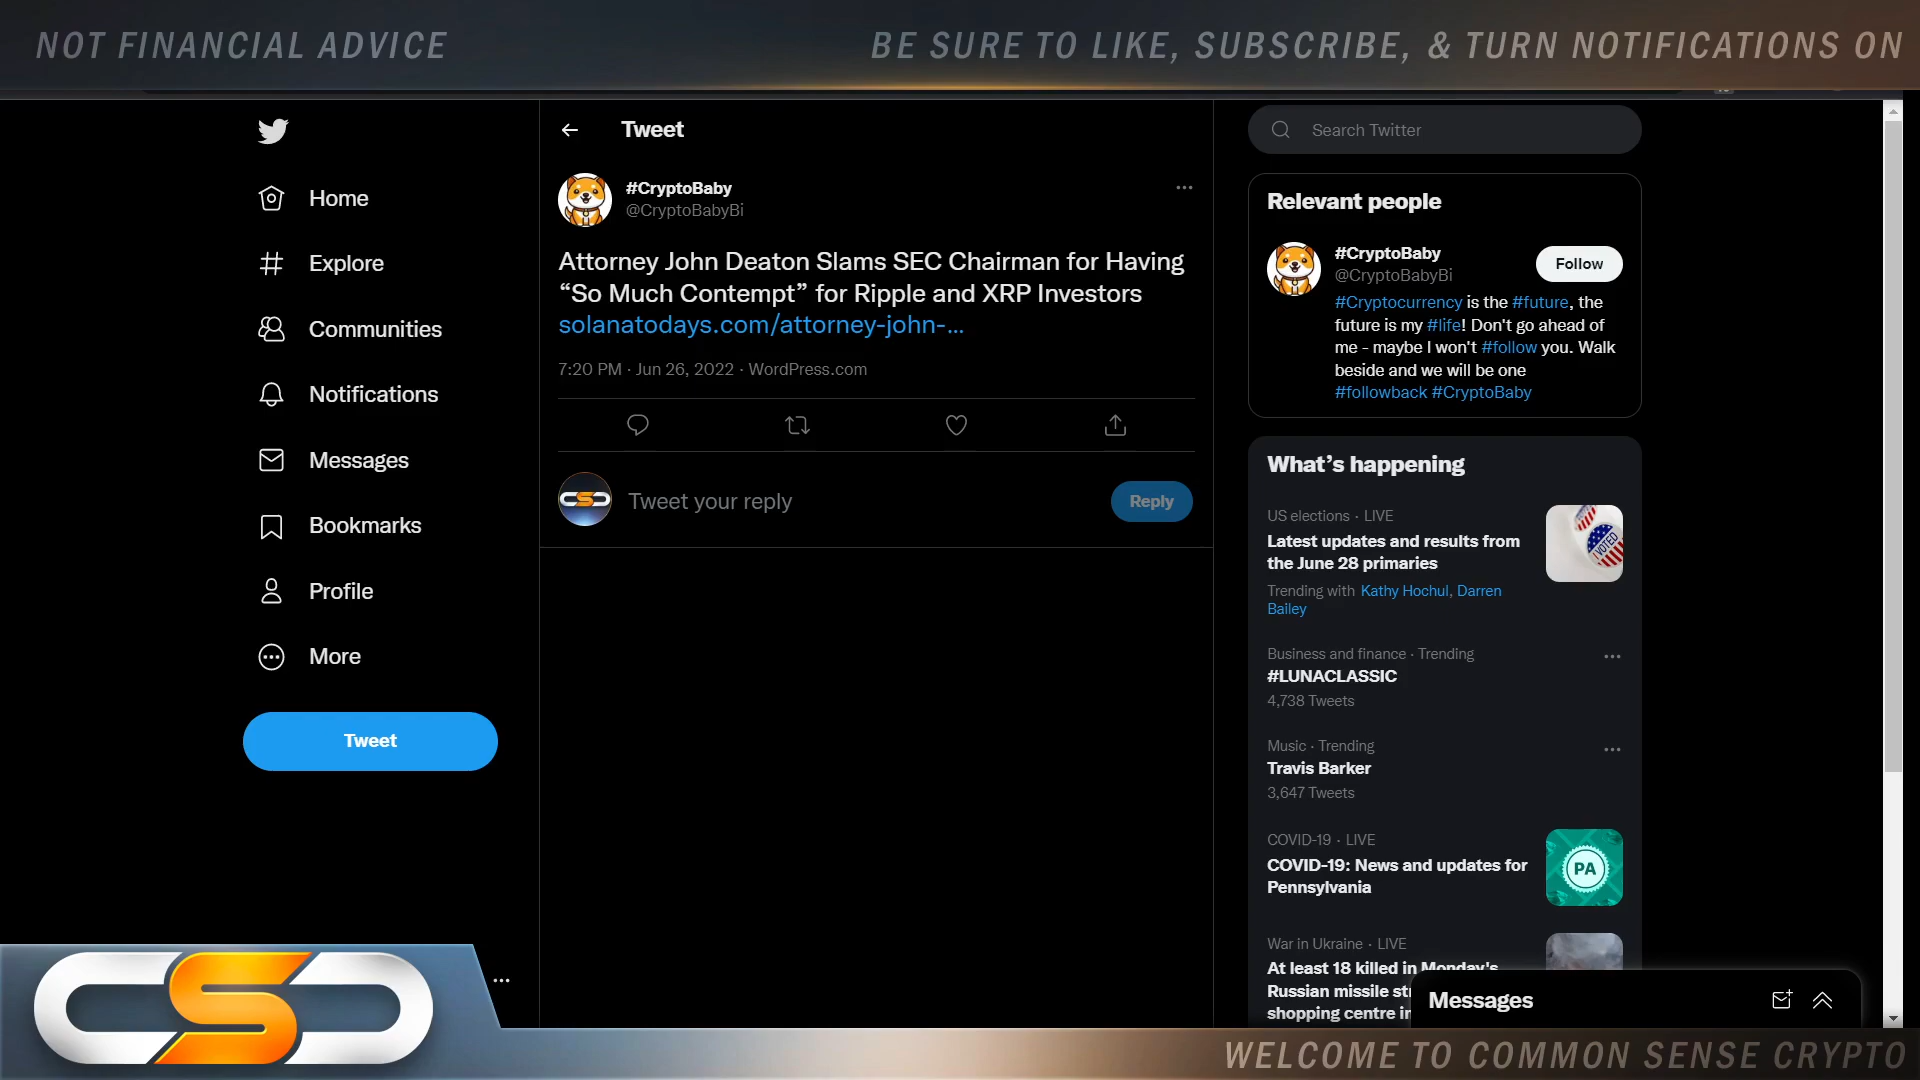 NOT FINANCIAL ADVICE
BE SURE TO LIKE, SUBSCRIBE, & TURN NOTIFICATIONS ON
Home
Explore
Communities
Notifications
Messages
Bookmarks
Profile
More
Tweet
Tweet
#CryptoBaby
@CryptoBabyBi
Attorney John Deaton Slams SEC Chairman for Having
“So Much Contempt” for Ripple and XRP Investors
solanatodays.com/attorney-john-...
7:20 PM · Jun 26, 2022 · WordPress.com
Tweet your reply
Reply
Search Twitter
Relevant people
#CryptoBaby
@CryptoBabyBi
Follow
#Cryptocurrency is the #future, the
future is my #life! Don't go ahead of
me - maybe I won't #follow you. Walk
beside and we will be one
#followback #CryptoBaby
What’s happening
US elections · LIVE
Latest updates and results from
the June 28 primaries
Trending with Kathy Hochul, Darren
Bailey
I VOTED
Business and finance · Trending
#LUNACLASSIC
4,738 Tweets
Music · Trending
Travis Barker
3,647 Tweets
COVID-19 · LIVE
COVID-19: News and updates for
Pennsylvania
PA
War in Ukraine · LIVE
At least 18 killed in Monday's
Russian missile
shopping centre in
Messages
CSC
WELCOME TO COMMON SENSE CRYPTO